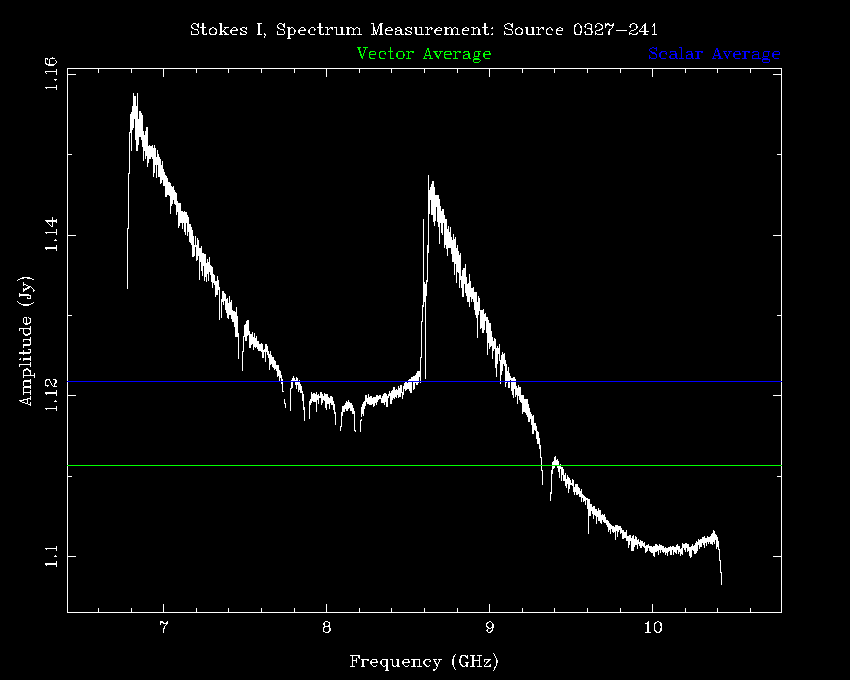 Stokes I, Spectrum Measurement: Source 0327-241
Vector Average
Scalar Average
1.16
1.14
1.12
1.1
Amplitude (Jy)
7
8
9
10
Frequency (GHz)